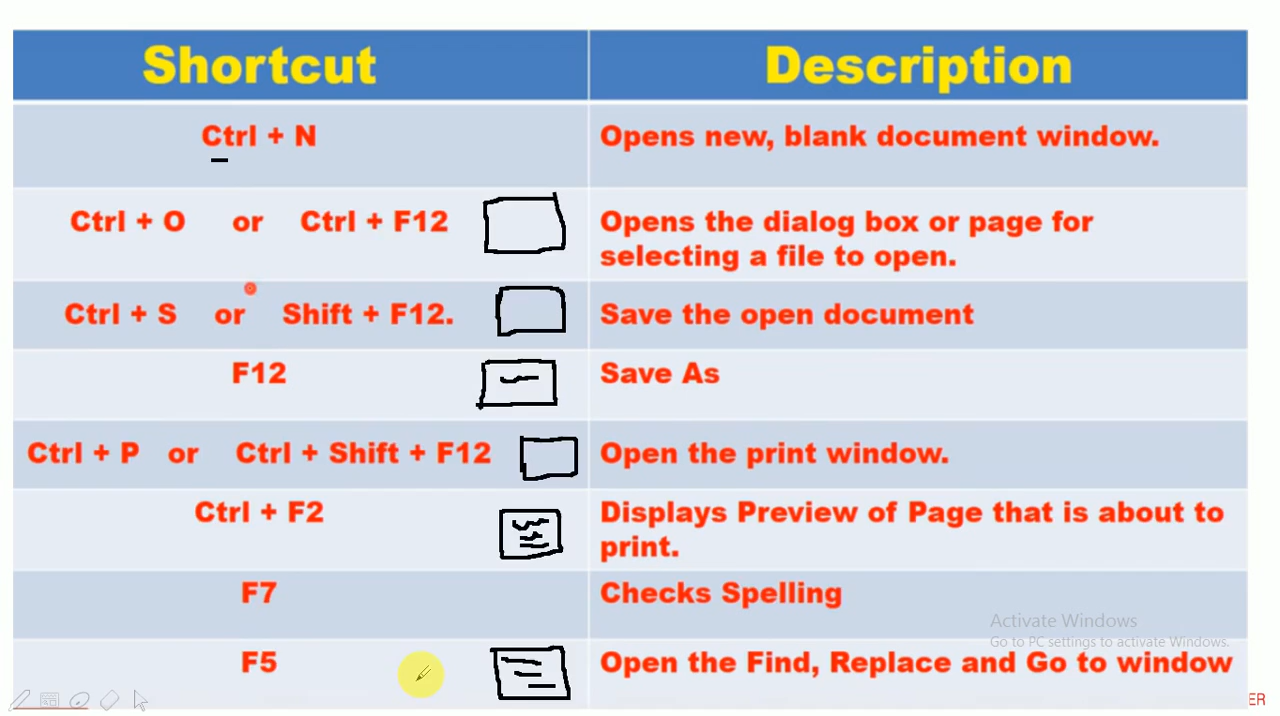 Shortcut Description
Ctrl + N Opens new, blank document window.
Ctrl + O or Ctrl + F12 Opens the dialog box or page for
selecting a file to open.
Ctrl + S or Shift + F12. Save the open document
F12 Save As
Ctrl + P or Ctrl + Shift + F12 Open the print window.
Ctrl + F2 Displays Preview of Page that is about to
print.
F7 Checks Spelling
Activate Windows
Go to PC settings to activate Windows.
F5 Open the Find, Replace and Go to window
ER